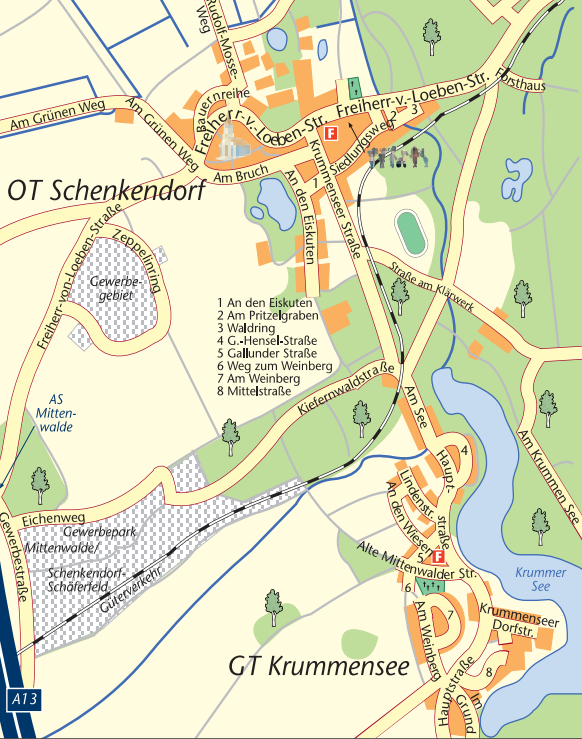 Rudolf-Mosse-
Weg
Bauernreihe
Am Grünen Weg
Am Grünen Weg
Freiherr-v.-Loeben-Str.
Freiherr-v.-Loeben-Str.
Forsthaus
F
2
3
Siedlungsweg
Am Bruch
1
Krummenseer Straße
An den Eiskuten
OT Schenkendorf
Freiherr-von-Loeben-Straße
Zeppelinring
Gewerbe-
gebiet
Straße am Klärwerk
1 An den Eiskuten
2 Am Pritzelgraben
3 Waldring
4 G.-Hensel-Straße
5 Gallunder Straße
6 Weg zum Weinberg
7 Am Weinberg
8 Mittelstraße
Kiefernwaldstraße
AS
Mitten-
walde
Am See
Am Krummen See
Haupt-
straße
4
Lindenstr.
An den Wiesen
Eichenweg
Gewerbestraße
Gewerbepark
Mittenwalde/
Schenkendorf-
Schöferfeld
Güterverkehr
5
F
Alte Mittenwalder Str.
6
Krummer
See
Am Weinberg
7
Krummenseer
Dorfstr.
GT Krummensee
8
Hauptstraße
Im
Grund
A13